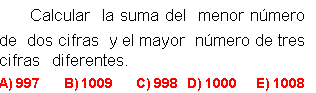 Calcular la suma del menor número
de dos cifras y el mayor número de tres
cifras diferentes.
A) 997 B) 1009 C) 998 D) 1000 E) 1008